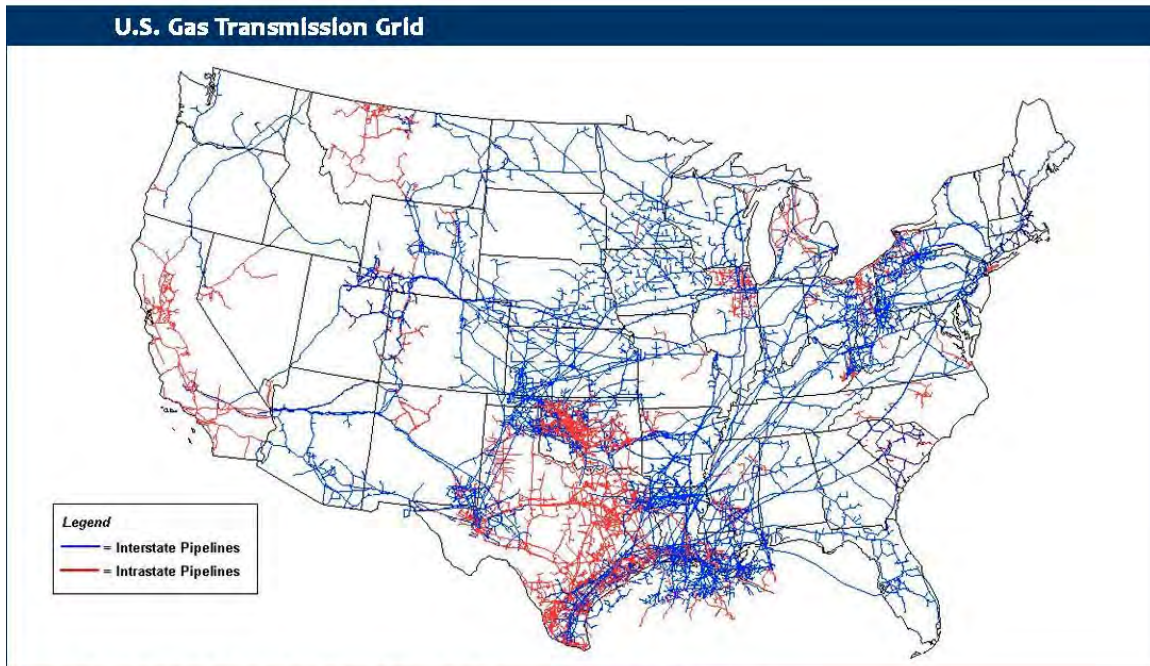 U.S. Gas Transmission Grid
Legend
= Interstate Pipelines
= Intrastate Pipelines